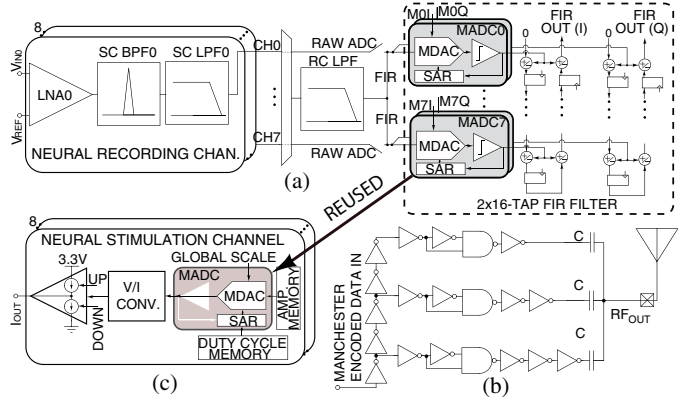 8
SC BPF0
SC LPF0
V_IN0
LNA0
V_REF
NEURAL RECORDING CHAN.
(a)
CH0
CH7
RAW ADC
RC LPF
FIR
FIR
RAW ADC
M0I
M0Q
MADC0
MDAC
SAR
M7I
M7Q
MADC7
MDAC
SAR
0
FIR
OUT (I)
0
FIR
OUT (Q)
0
0
2x16-TAP FIR FILTER
REUSED
8
NEURAL STIMULATION CHANNEL
GLOBAL SCALE
3.3V
UP
DOWN
I_OUT
V/I
CONV.
MADC
MDAC
SAR
AMP
MEMORY
DUTY CYCLE
MEMORY
(c)
MANCHESTER
ENCODED DATA IN
C
C
C
RF_OUT
(b)